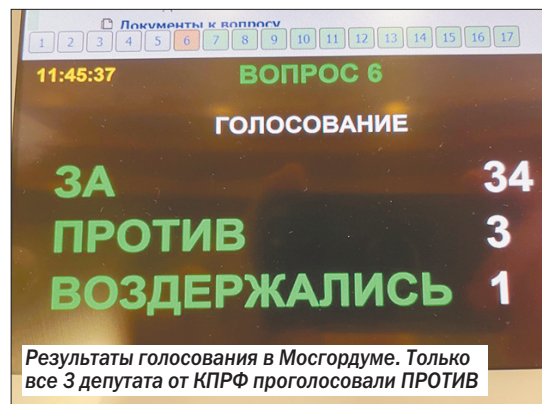 Документы к вопросу
1 2 3 4 5 6 7 8 9 10 11 12 13 14 15 16 17
11:45:37 ВОПРОС 6
ГОЛОСОВАНИЕ
ЗА 34
ПРОТИВ 3
ВОЗДЕРЖАЛИСЬ 1
Результаты голосования в Мосгордуме. Только
все 3 депутата от КПРФ проголосовали ПРОТИВ